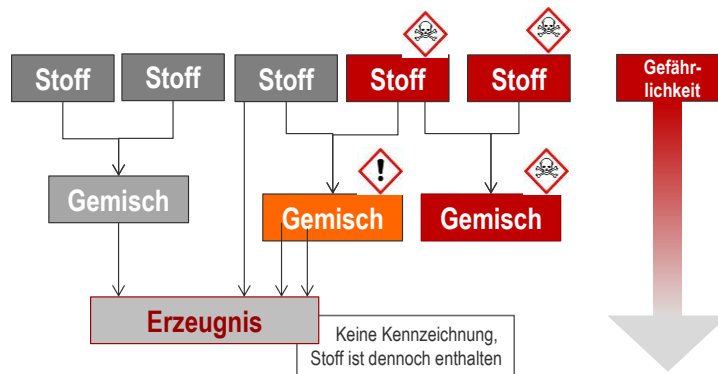 Stoff
Stoff
Stoff
Stoff
Stoff
Gefähr-
lichkeit
Gemisch
Gemisch
Gemisch
Erzeugnis
Keine Kennzeichnung,
Stoff ist dennoch enthalten